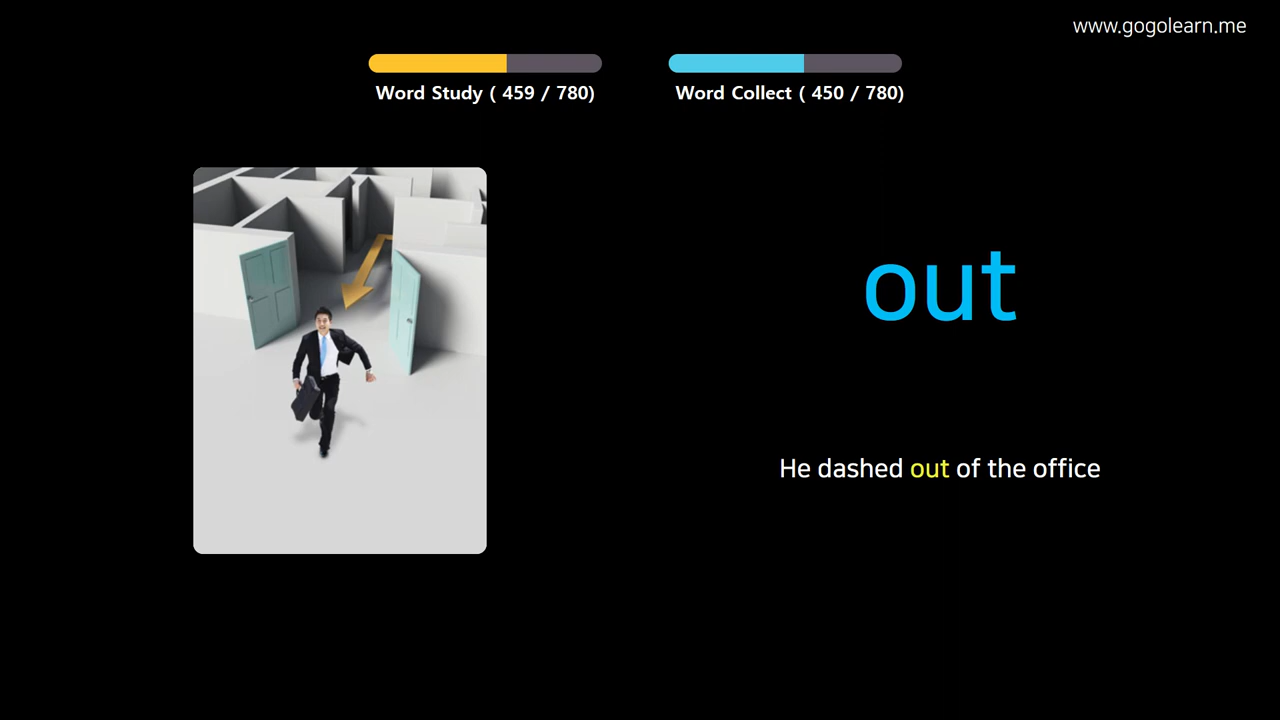 www.gogolearn.me
Word Study ( 459 / 780)
Word Collect ( 450 / 780)
out
He dashed out of the office